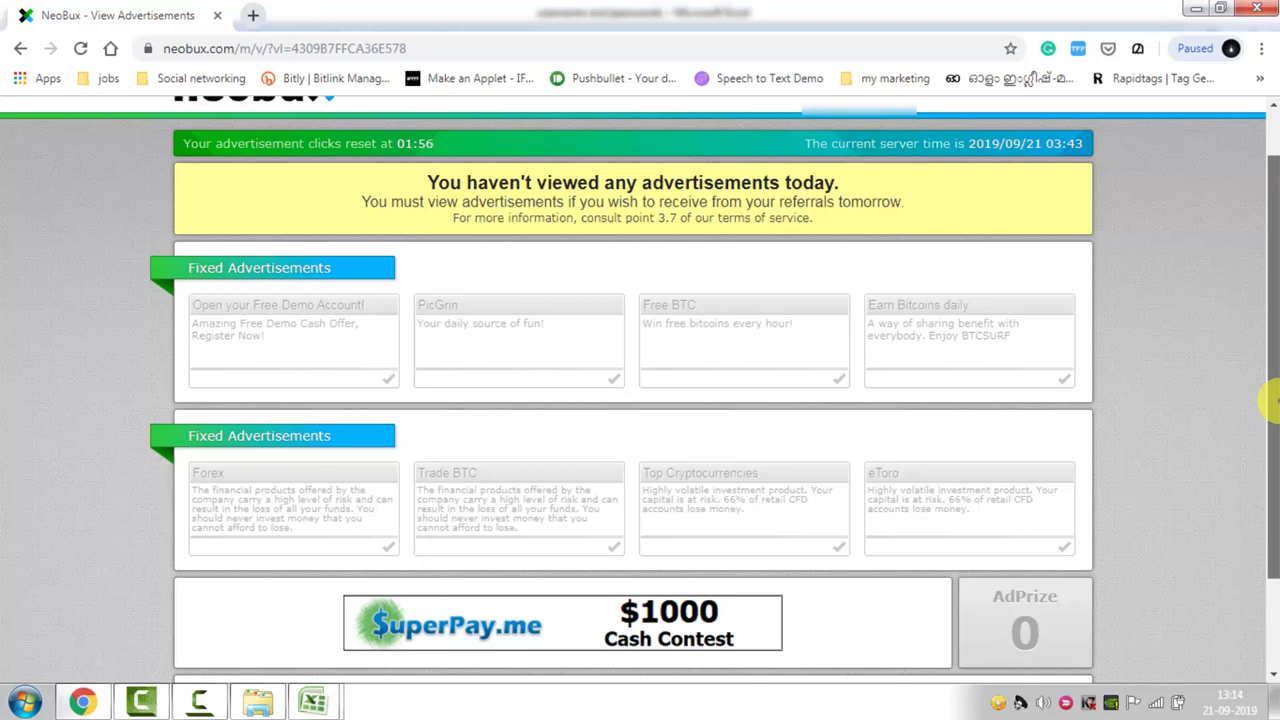 NeoBux - View Advertisements
neobux.com/m/v/?vl=4309B7FFCA36E578
TFF
Paused
Apps
jobs
Social networking
Bitly | Bitlink Manag...
Make an Applet - IF...
Pushbullet - Your d...
Speech to Text Demo
my marketing
ഓളം ഇംഗ്ലീഷ്-മ...
Rapidtags | Tag Ge...
»
Your advertisement clicks reset at 01:56
The current server time is 2019/09/21 03:43
You haven't viewed any advertisements today.
You must view advertisements if you wish to receive from your referrals tomorrow.
For more information, consult point 3.7 of our terms of service.
Fixed Advertisements
Open your Free Demo Account!
Amazing Free Demo Cash Offer,
Register Now!
PicGrin
Your daily source of fun!
Free BTC
Win free bitcoins every hour!
Earn Bitcoins daily
A way of sharing benefit with
everybody. Enjoy BTCSURF
Fixed Advertisements
Forex
The financial products offered by the
company carry a high level of risk and can
result in the loss of all your funds. You
should never invest money that you
cannot afford to lose.
Trade BTC
The financial products offered by the
company carry a high level of risk and can
result in the loss of all your funds. You
should never invest money that you
cannot afford to lose.
Top Cryptocurrencies
Highly volatile investment product. Your
capital is at risk. 66% of retail CFD
accounts lose money.
eToro
Highly volatile investment product. Your
capital is at risk. 66% of retail CFD
accounts lose money.
$uperPay.me
$1000
Cash Contest
AdPrize
0
13:14
21-09-2019